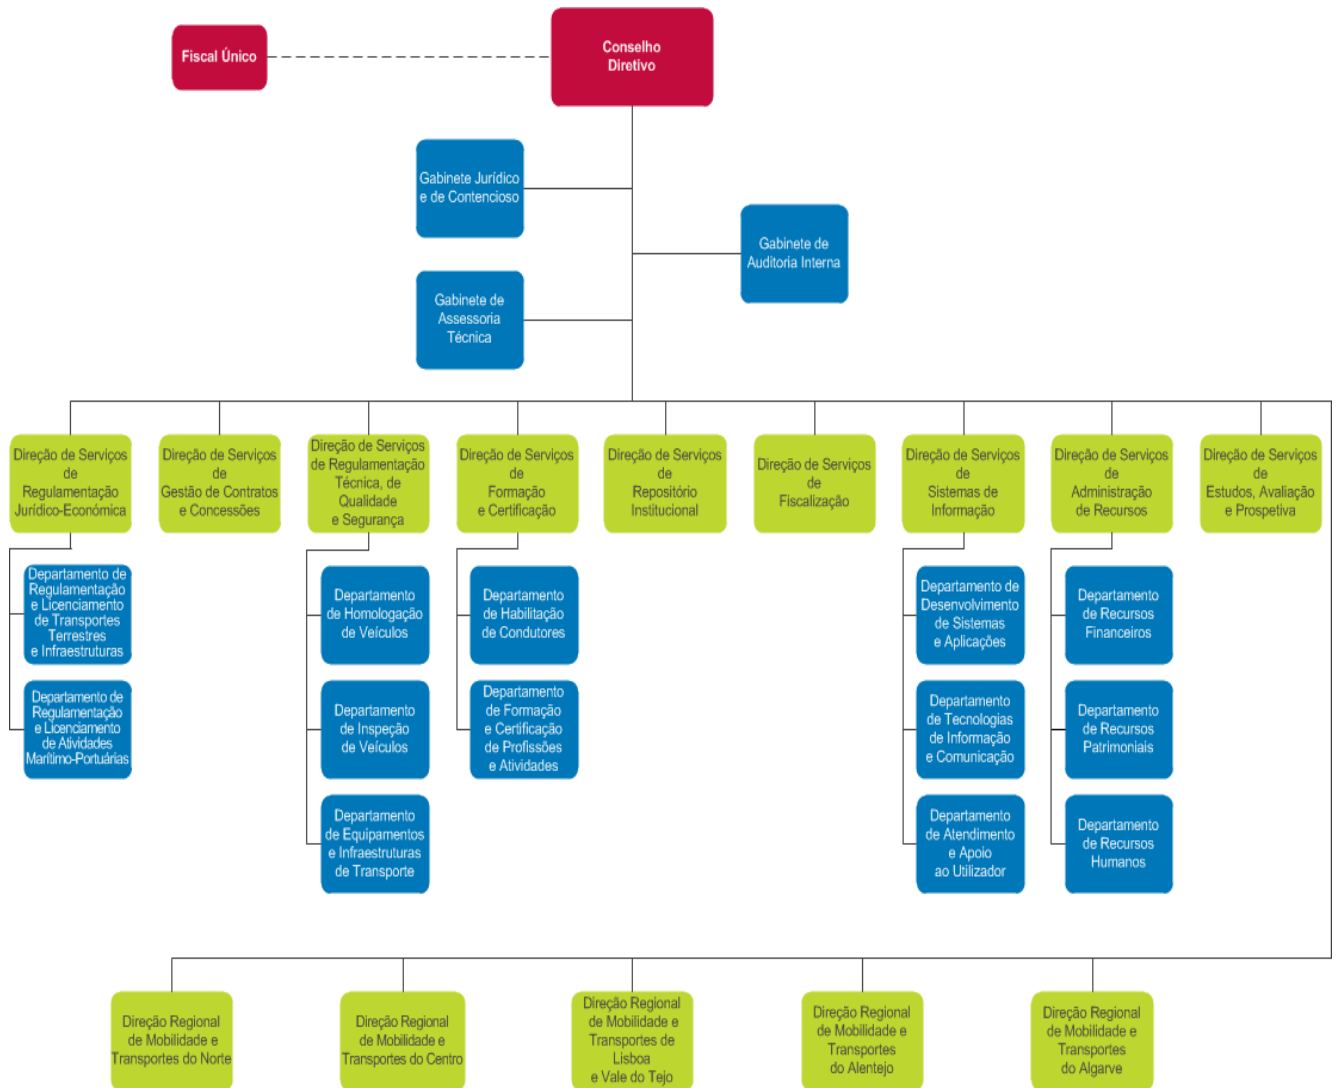 Fiscal Único
Conselho
Diretivo
Gabinete Jurídico
e de Contencioso
Gabinete de
Auditoria Interna
Gabinete de
Assessoria
Técnica
Direção de Serviços
de
Regulamentação
Jurídico-Económica
Direção de Serviços
de
Gestão de Contratos
e Concessões
Direção de Serviços
de Regulamentação
Técnica, de
Qualidade
e Segurança
Direção de Serviços
de
Formação
e Certificação
Direção de Serviços
de
Repositório
Institucional
Direção de Serviços
de
Fiscalização
Direção de Serviços
de
Sistemas de
Informação
Direção de Serviços
de
Administração
de Recursos
Direção de Serviços
de
Estudos, Avaliação
e Prospetiva
Departamento de
Regulamentação
e Licenciamento
de Transportes
Terrestres
e Infraestruturas
Departamento
de Homologação
de Veículos
Departamento
de Habilitação
de Condutores
Departamento de
Desenvolvimento
de Sistemas
e Aplicações
Departamento
de Recursos
Financeiros
Departamento de
Regulamentação
e Licenciamento
de Atividades
Marítimo-Portuárias
Departamento
de Inspeção
de Veículos
Departamento
de Formação
e Certificação
de Profissões
e Atividades
Departamento
de Tecnologias
de Informação
e Comunicação
Departamento
de Recursos
Patrimoniais
Departamento
de Equipamentos
e Infraestruturas
de Transporte
Departamento
de Atendimento
e Apoio
ao Utilizador
Departamento
de Recursos
Humanos
Direção Regional
de Mobilidade e
Transportes do Norte
Direção Regional
de Mobilidade e
Transportes do Centro
Direção Regional
de Mobilidade e
Transportes de
Lisboa
e Vale do Tejo
Direção Regional
de Mobilidade e
Transportes
do Alentejo
Direção Regional
de Mobilidade e
Transportes
do Algarve